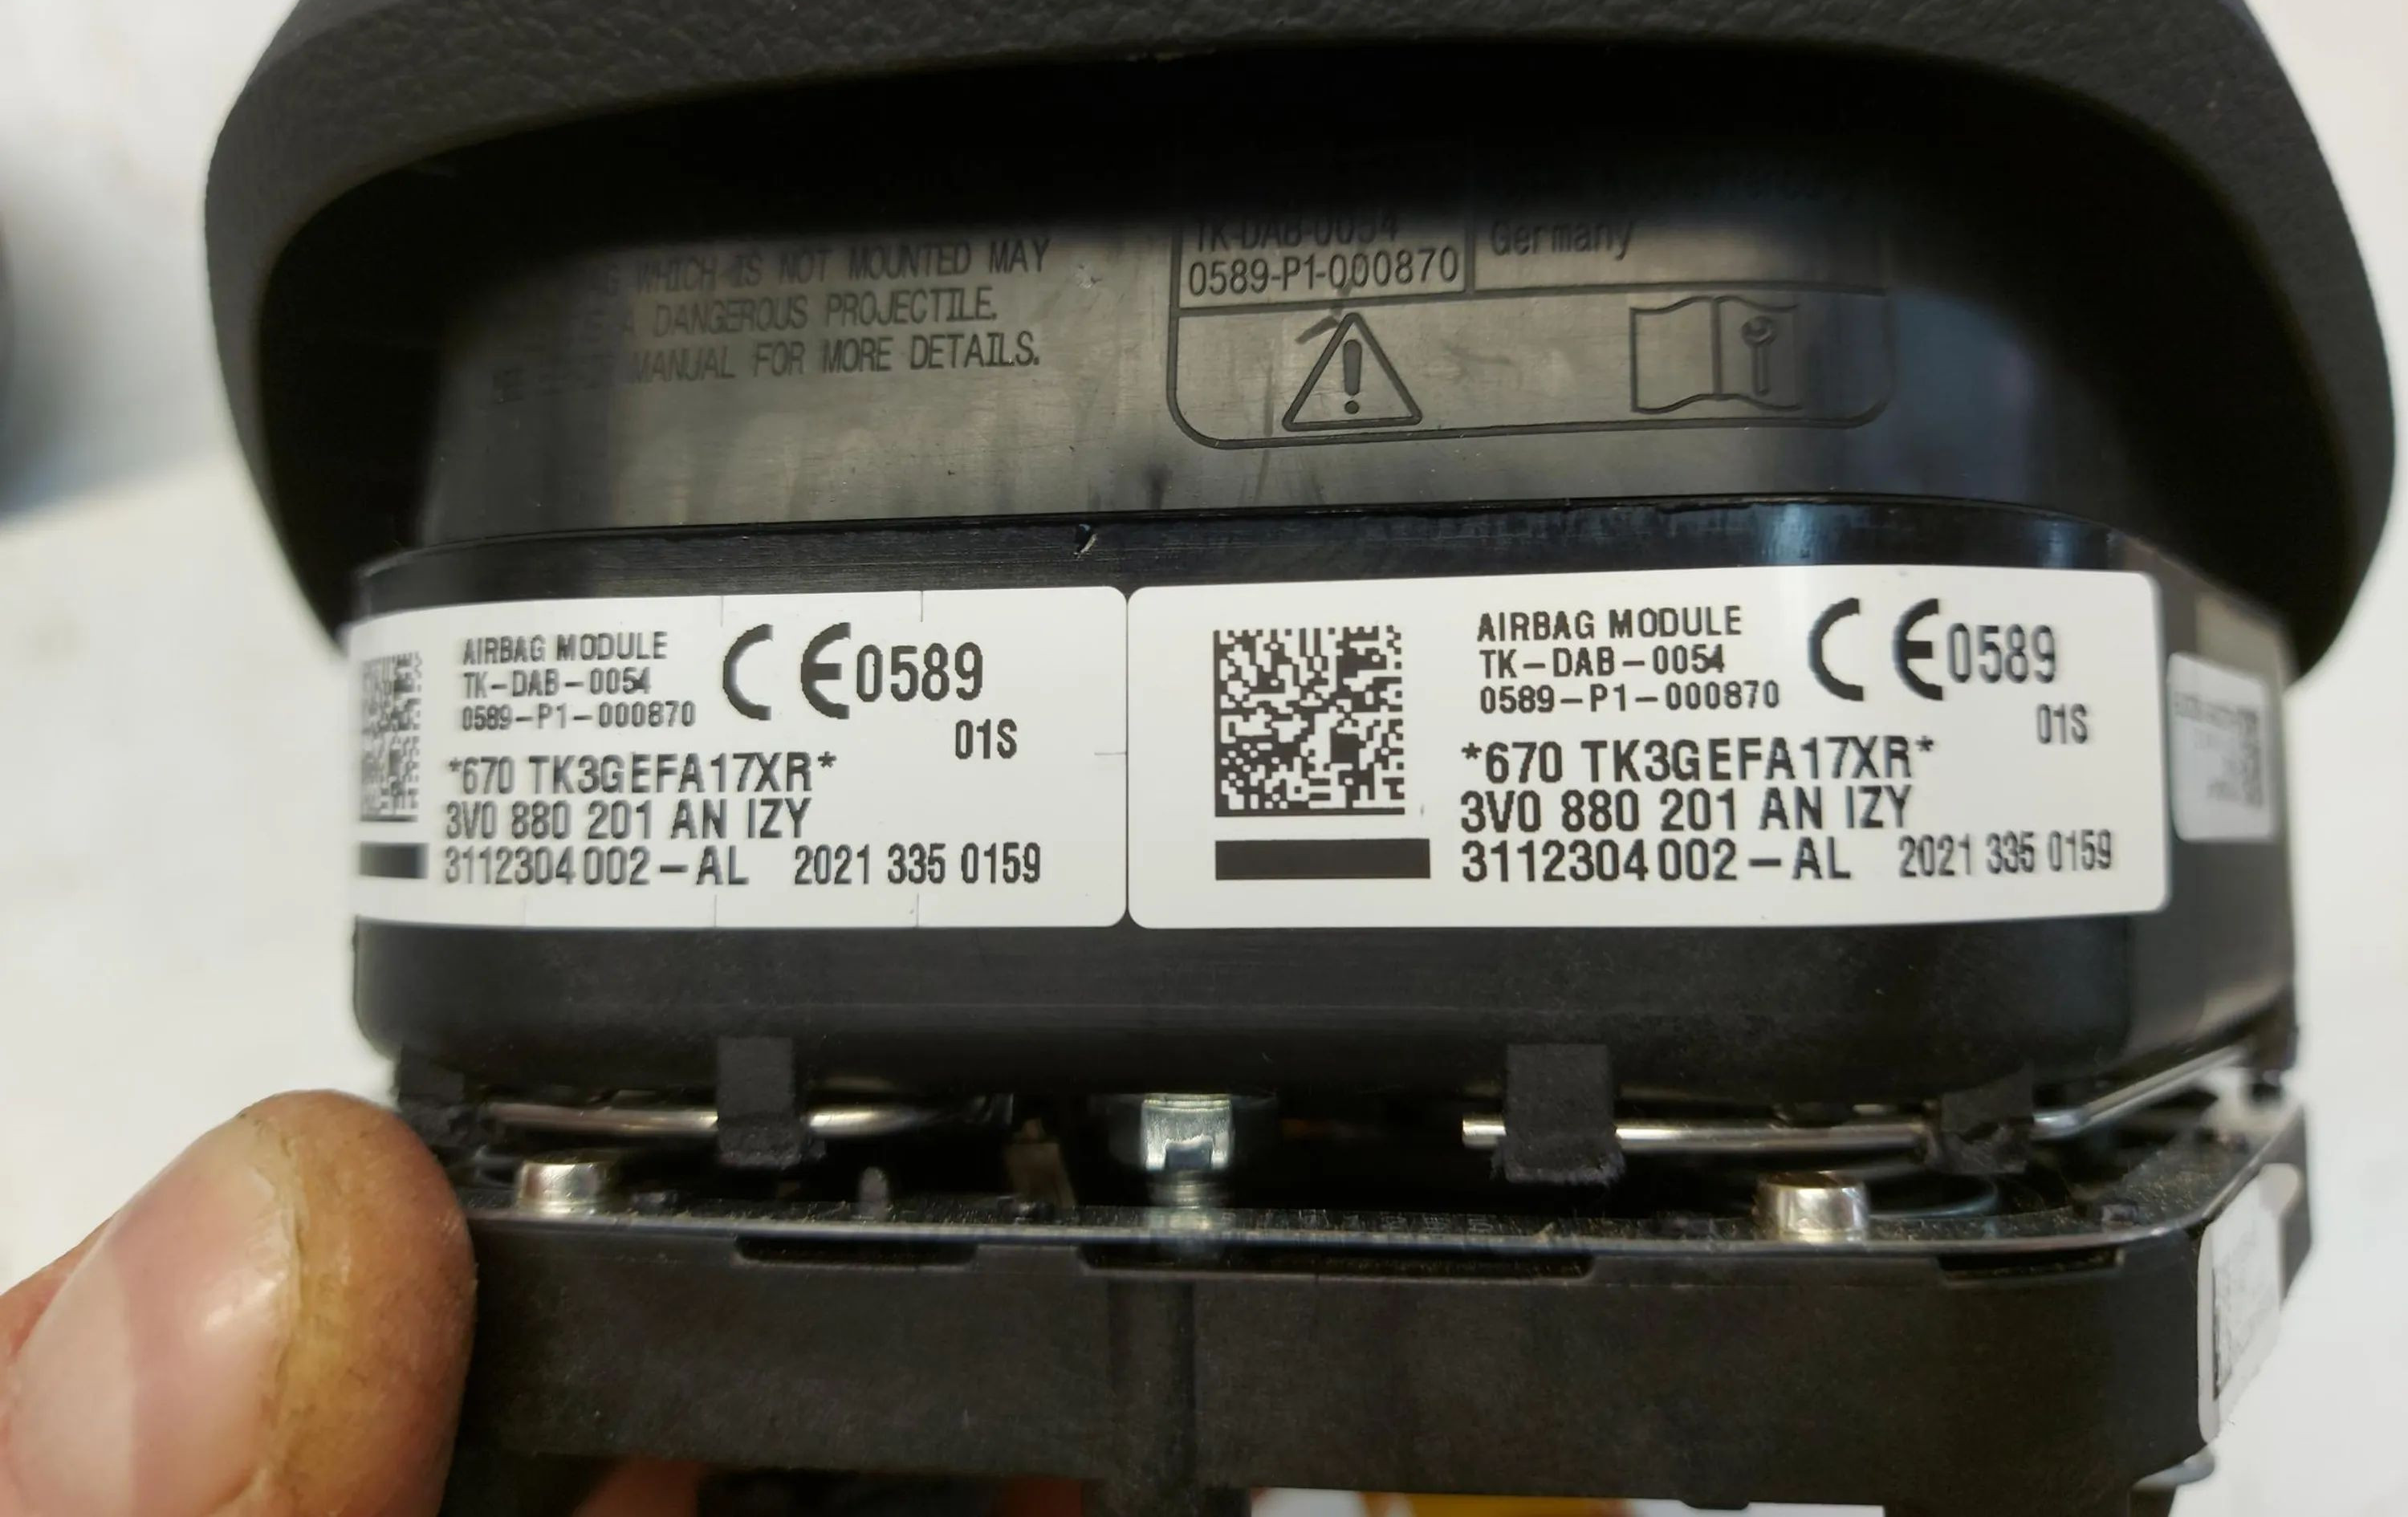 WHICH IS NOT MOUNTED MAY
A DANGEROUS PROJECTILE.
MANUAL FOR MORE DETAILS.
TK-DAB-0054
0589-P1-000870
Germany
AIRBAG MODULE
TK-DAB-0054
0589-P1-000870
CE0589
01S
*670 TK3GEFA17XR*
3V0 880 201 AN IZY
3112304002-AL 2021 335 0159
AIRBAG MODULE
TK-DAB-0054
0589-P1-000870
CE0589
01S
*670 TK3GEFA17XR*
3V0 880 201 AN IZY
3112304002-AL 2021 335 0159